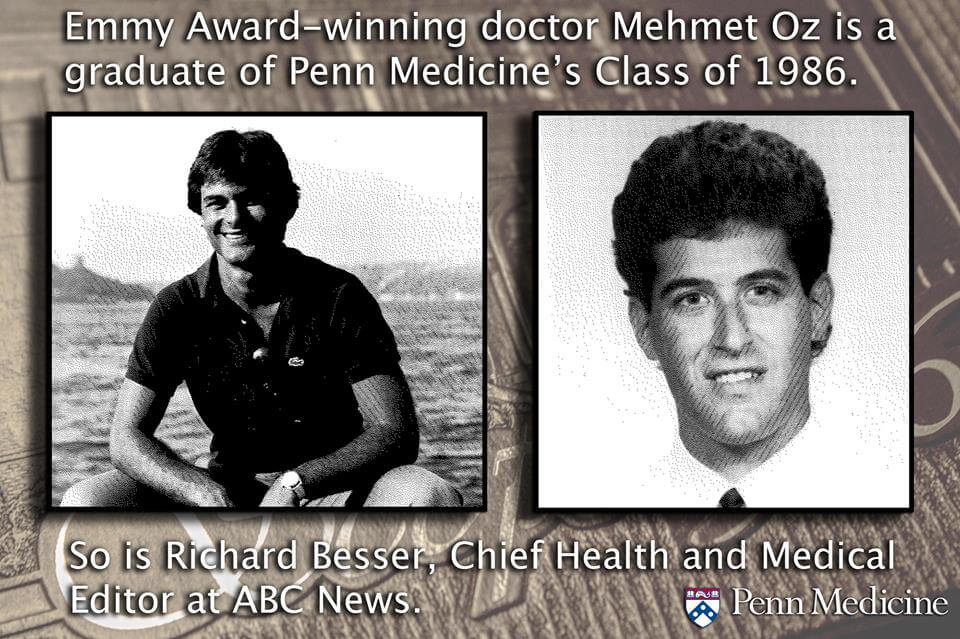 Emmy Award–winning doctor Mehmet Oz is a
graduate of Penn Medicine’s Class of 1986.
So is Richard Besser, Chief Health and Medical
Editor at ABC News.
Penn Medicine